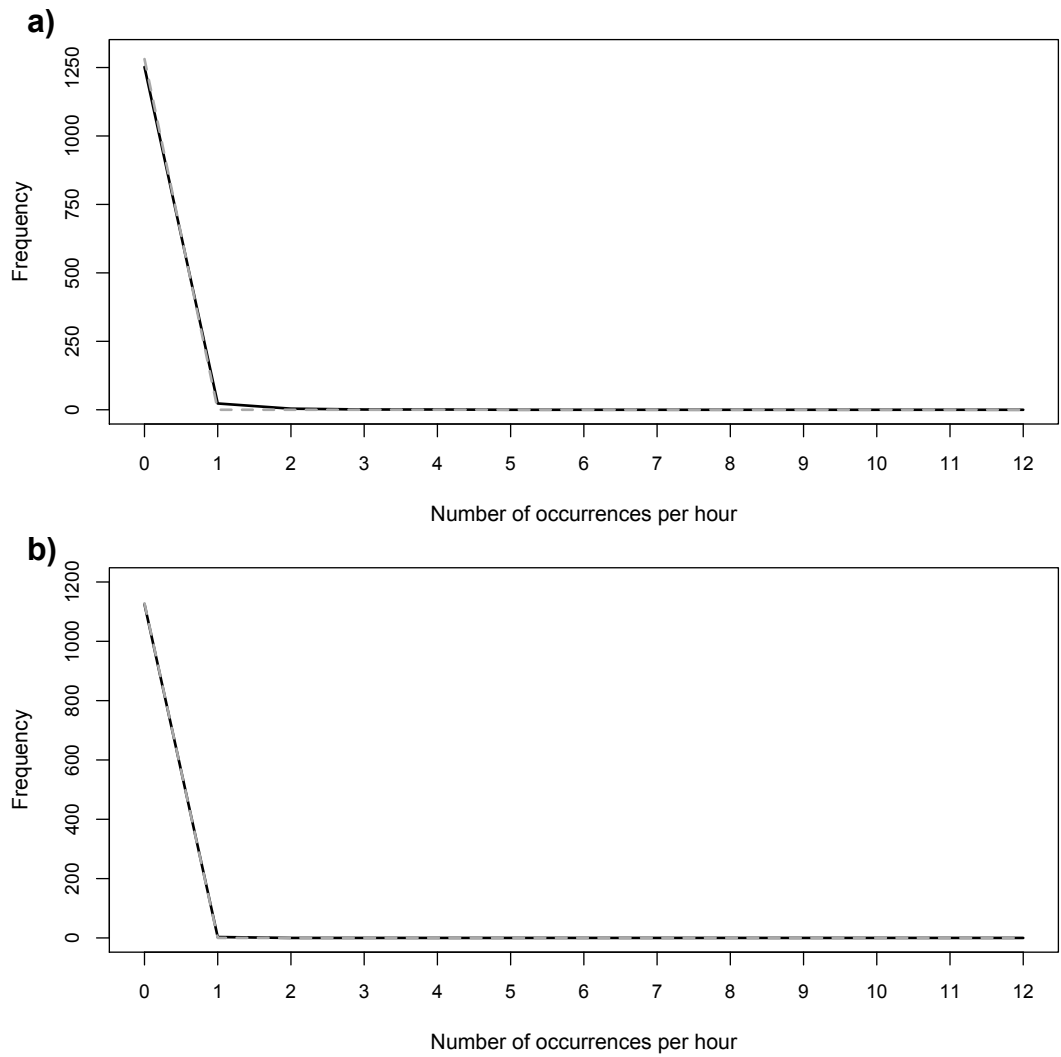 a)
Frequency
1250
1000
750
500
250
0
0 1 2 3 4 5 6 7 8 9 10 11 12
Number of occurrences per hour
b)
Frequency
1200
1000
800
600
400
200
0
0 1 2 3 4 5 6 7 8 9 10 11 12
Number of occurrences per hour